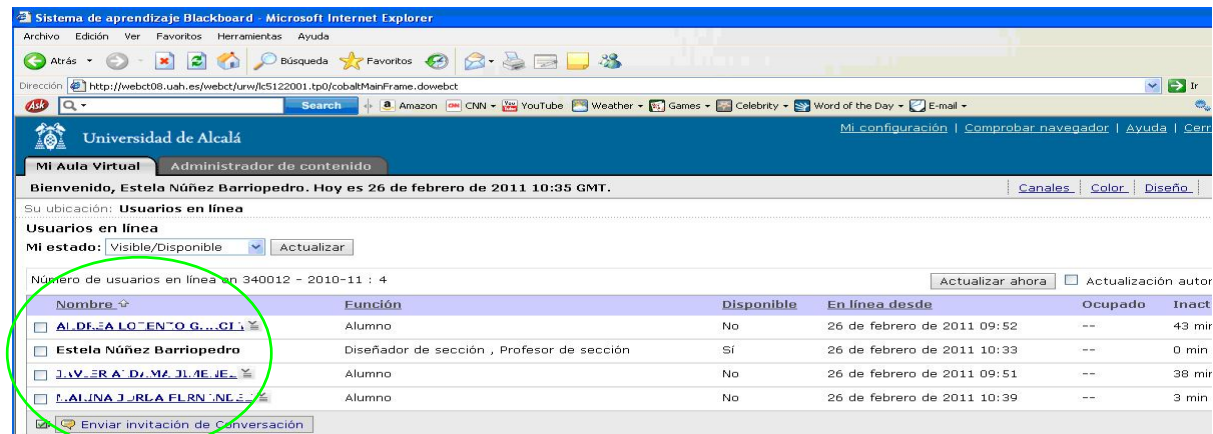 Sistema de aprendizaje Blackboard - Microsoft Internet Explorer
Archivo Edición Ver Favoritos Herramientas Ayuda
Atrás Búsqueda Favoritos
Dirección http://webct08.uah.es/webct/urw/lc5122001.tp0/cobaltMainFrame.dowebct Ir
Ask Search a Amazon CNN YouTube Weather Games Celebrity Word of the Day E-mail
Universidad de Alcalá Mi configuración | Comprobar navegador | Ayuda | Cerr
Mi Aula Virtual Administrador de contenido
Bienvenido, Estela Núñez Barriopedro. Hoy es 26 de febrero de 2011 10:35 GMT. Canales Color Diseño
Su ubicación: Usuarios en línea
Usuarios en línea
Mi estado: Visible/Disponible Actualizar
Número de usuarios en línea en 340012 - 2010-11 : 4 Actualizar ahora Actualización autor
Nombre Función Disponible En línea desde Ocupado Inact
Alumno No 26 de febrero de 2011 09:52 -- 43 min
Estela Núñez Barriopedro Diseñador de sección , Profesor de sección Sí 26 de febrero de 2011 10:33 -- 0 min
Alumno No 26 de febrero de 2011 09:51 -- 38 min
Alumno No 26 de febrero de 2011 10:39 -- 3 min
Enviar invitación de Conversación